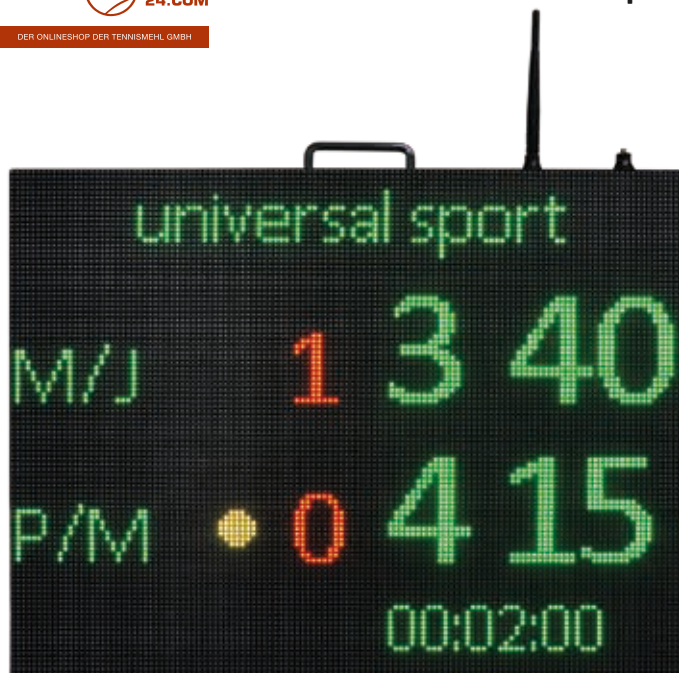 24.COM
DER ONLINESHOP DER TENNISMEHL GMBH
universal sport
M/J 1 3 40
P/M 0 4 15
00:02:00